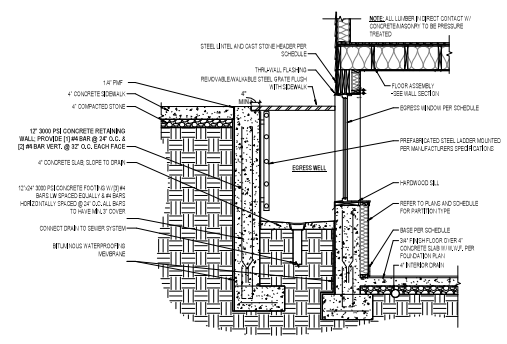 NOTE: ALL LUMBER IN DIRECT CONTACT W/
CONCRETE/MASONRY TO BE PRESSURE
TREATED
STEEL LINTEL AND CAST STONE HEADER PER
SCHEDULE
THRU-WALL FLASHING
REMOVABLE/WALKABLE STEEL GRATE FLUSH
WITH SIDEWALK
1/4" PMF
4" CONCRETE SIDEWALK
4" COMPACTED STONE
4"
MIN.
FLOOR ASSEMBLY
-SEE WALL SECTION
EGRESS WINDOW PER SCHEDULE
12" 3000 PSI CONCRETE RETAINING
WALL; PROVIDE [1] #4 BAR @ 24" O.C. &
[2] #4 BAR VERT. @ 32" O.C. EACH FACE
PREFABRICATED STEEL LADDER MOUNTED
PER MANUFACTURERS SPECIFICATIONS
4" CONCRETE SLAB, SLOPE TO DRAIN
EGRESS WELL
HARDWOOD SILL
12"x24" 3000 PSI CONCRETE FOOTING W/[3] #4
BARS LW SPACED EQUALLY & #4 BARS
HORIZONTALLY SPACED @ 24" O.C. ALL BARS
TO HAVE MIN. 3" COVER
REFER TO PLANS AND SCHEDULE
FOR PARTITION TYPE
CONNECT DRAIN TO SEWER SYSTEM
BASE PER SCHEDULE
3/4" FINISH FLOOR OVER 4"
CONCRETE SLAB W/W.W.F. PER
FOUNDATION PLAN
BITUMINOUS WATERPROOFING
MEMBRANE
4" INTERIOR DRAIN